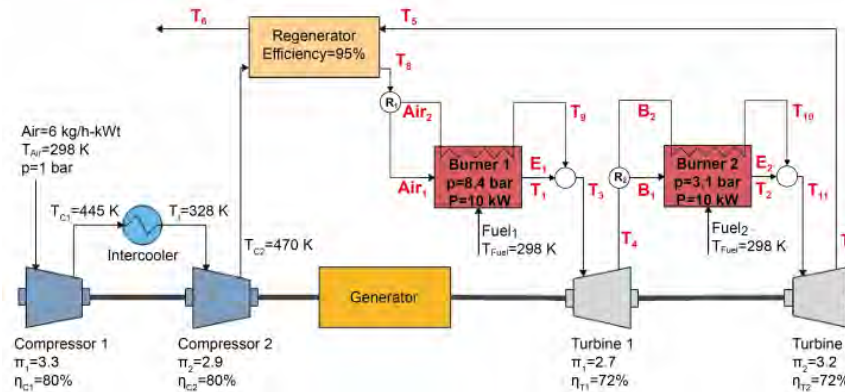 T6
T5
Regenerator
Efficiency=95%
T8
R1
Air2
Air=6 kg/h-kWt
TAir=298 K
p=1 bar
T9
B2
T10
Burner 1
p=8,4 bar
P=10 kW
E1
T1
Air1
R2
B1
Burner 2
p=3,1 bar
P=10 kW
E2
T2
T3
T11
TC1=445 K
Ti=328 K
Intercooler
TC2=470 K
Fuel1
TFuel=298 K
T4
Fuel2
TFuel=298 K
T
Generator
Compressor 1
π1=3.3
ηC1=80%
Compressor 2
π2=2.9
ηC2=80%
Turbine 1
π1=2.7
ηT1=72%
Turbine
π2=3.2
ηT2=72%